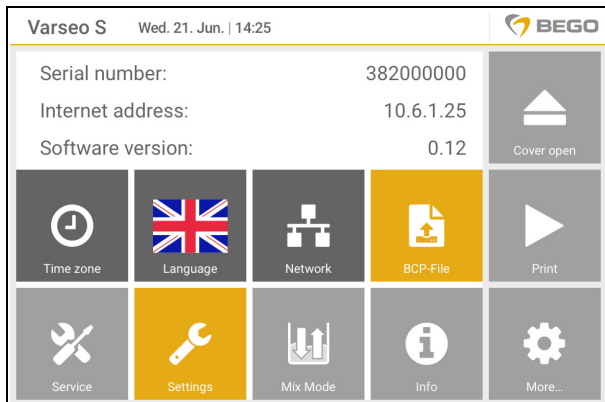 Varseo S Wed. 21. Jun. | 14:25 BEGO
Serial number: 382000000
Internet address: 10.6.1.25
Software version: 0.12
Cover open
Time zone Language Network BCP-File Print
Service Settings Mix Mode Info More...